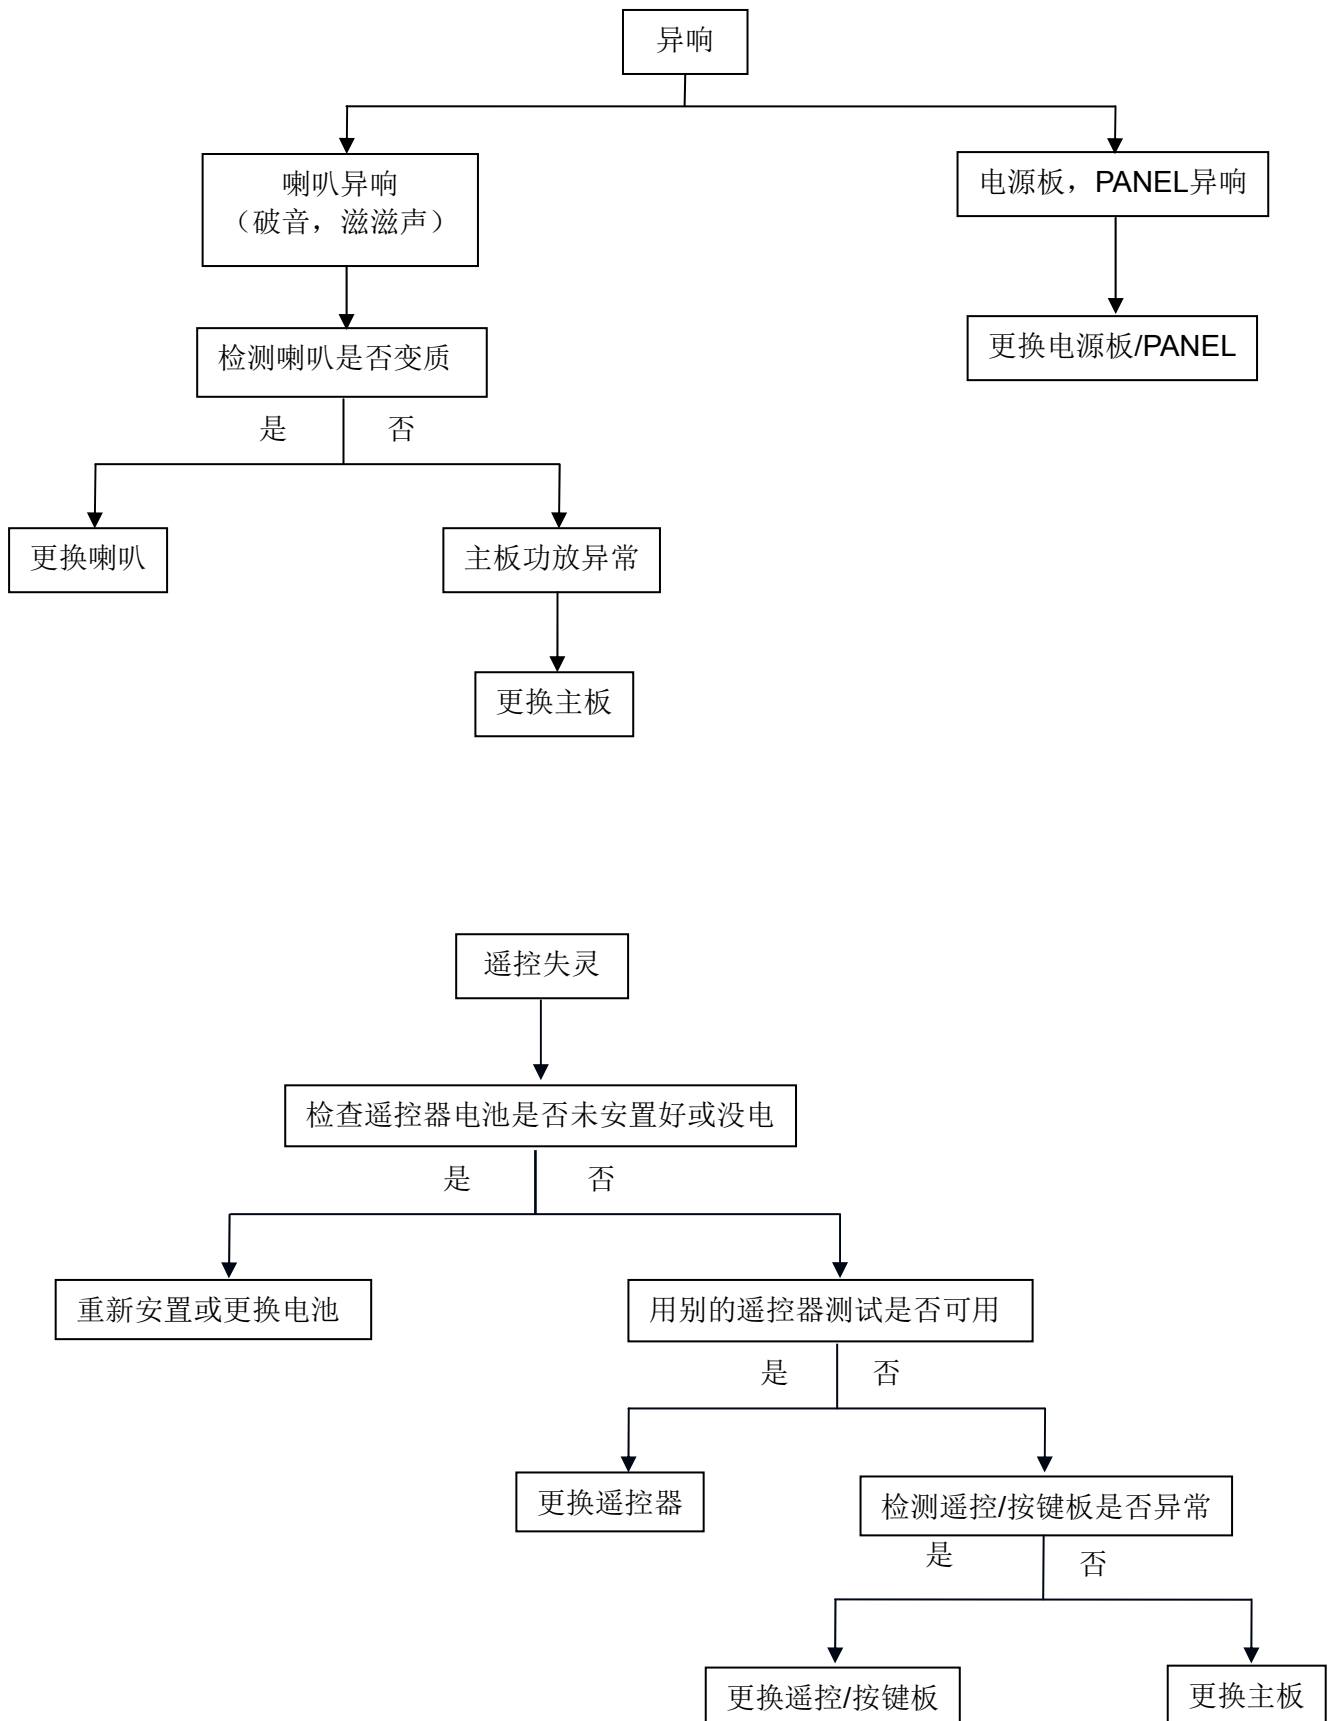 异响
喇叭异响
（破音，滋滋声）
电源板，PANEL异响
检测喇叭是否变质
更换电源板/PANEL
是
否
更换喇叭
主板功放异常
更换主板
遥控失灵
检查遥控器电池是否未安置好或没电
是
否
重新安置或更换电池
用别的遥控器测试是否可用
是
否
更换遥控器
检测遥控/按键板是否异常
是
否
更换遥控/按键板
更换主板